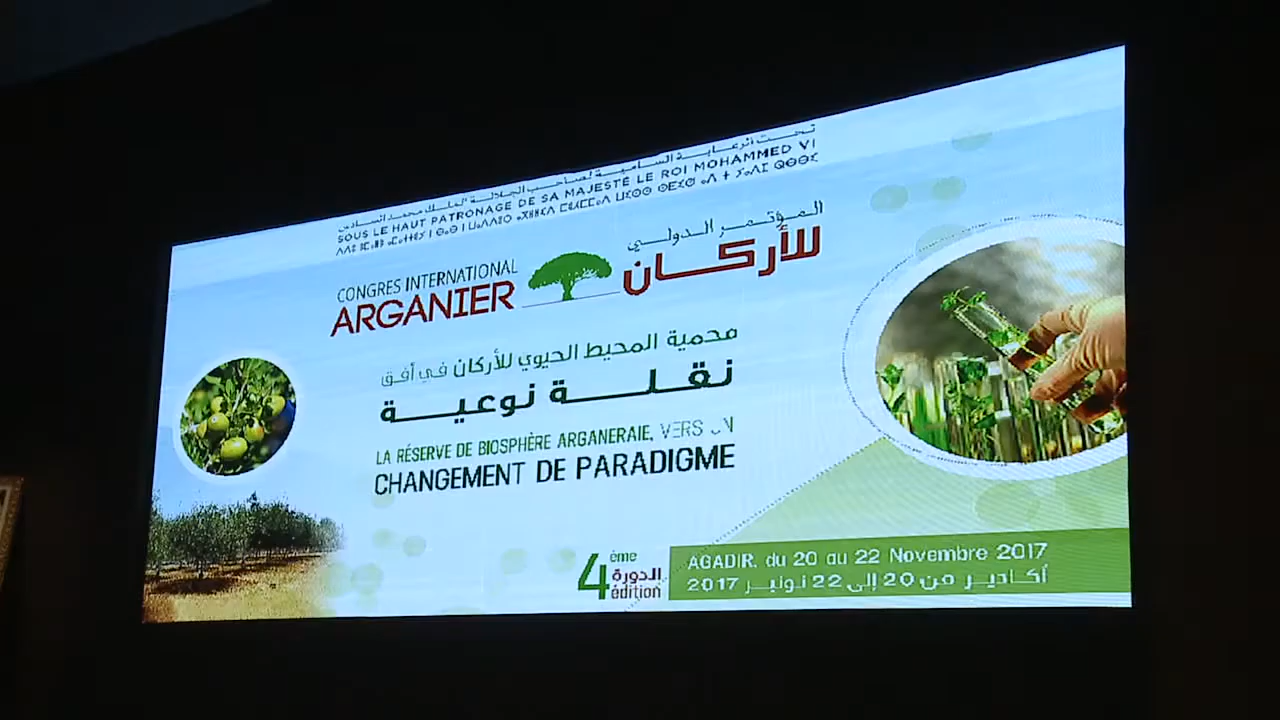 تحت الرعاية السامية لصاحب الجلالة الملك محمد السادس
SOUS LE HAUT PATRONAGE DE SA MAJESTÉ LE ROI MOHAMMED VI
CONGRES INTERNATIONAL
ARGANIER
المؤتمر الدولي
للأركان
محمية المحيط الحيوي للأركان في أفق
نقلة نوعية
LA RÉSERVE DE BIOSPHÈRE ARGANERAIE, VERS UN
CHANGEMENT DE PARADIGME
4ème
الدورة
édition
AGADIR, du 20 au 22 Novembre 2017
أكادير من 20 إلى 22 نونبر 2017